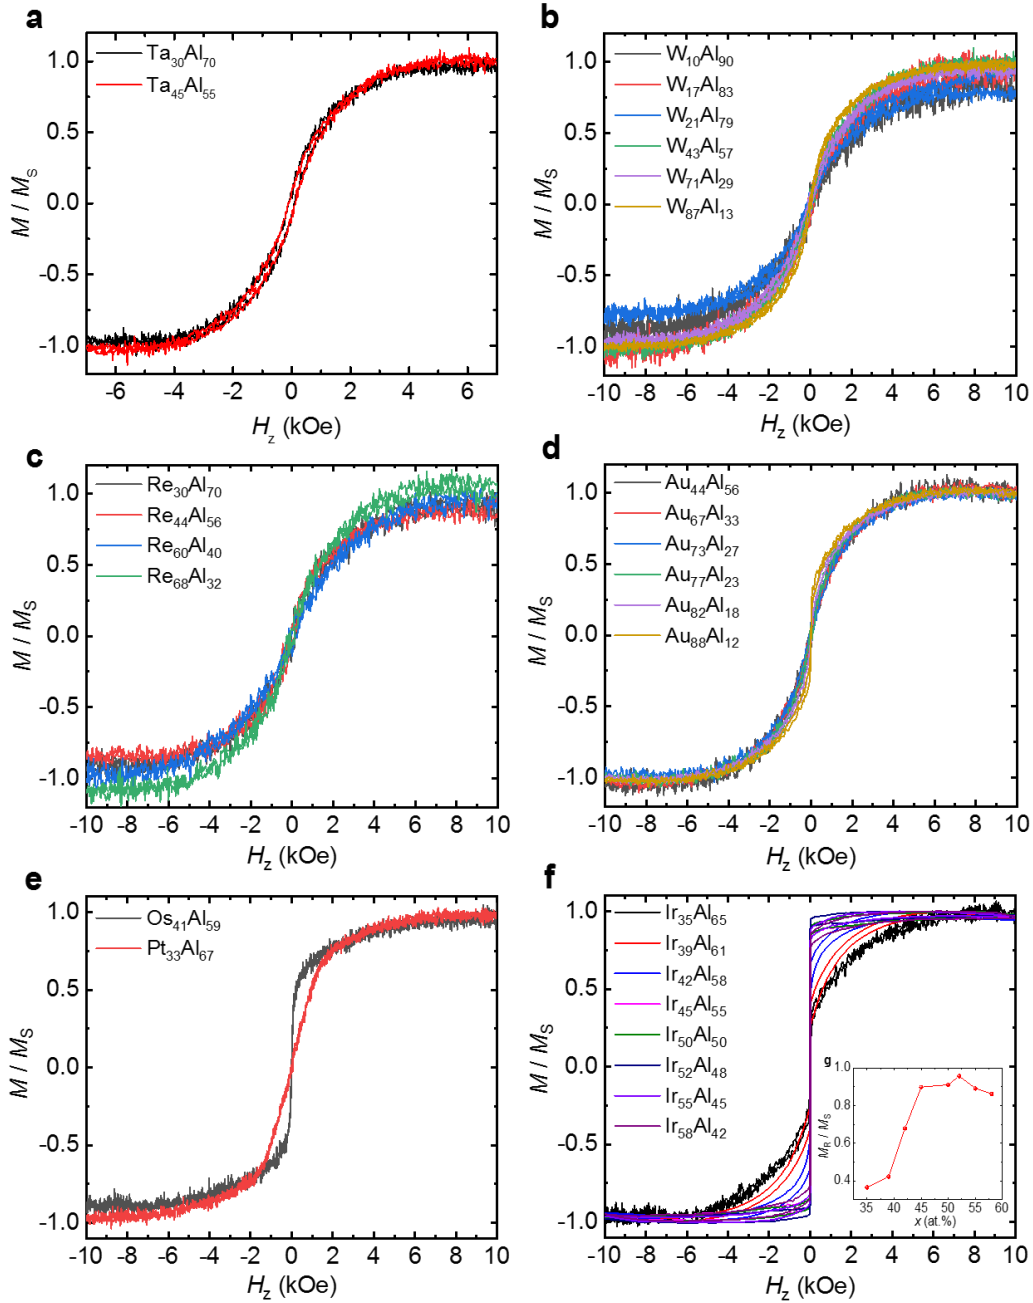 a
Ta30Al70
Ta45Al55
1.0
0.5
0.0
-0.5
-1.0
M / MS
-6 -4 -2 0 2 4 6
Hz (kOe)
b
W10Al90
W17Al83
W21Al79
W43Al57
W71Al29
W87Al13
1.0
0.5
0.0
-0.5
-1.0
M / MS
-10 -8 -6 -4 -2 0 2 4 6 8 10
Hz (kOe)
c
Re30Al70
Re44Al56
Re60Al40
Re68Al32
1.0
0.5
0.0
-0.5
-1.0
M / MS
-10 -8 -6 -4 -2 0 2 4 6 8 10
Hz (kOe)
d
Au44Al56
Au67Al33
Au73Al27
Au77Al23
Au82Al18
Au88Al12
1.0
0.5
0.0
-0.5
-1.0
M / MS
-10 -8 -6 -4 -2 0 2 4 6 8 10
Hz (kOe)
e
Os41Al59
Pt33Al67
1.0
0.5
0.0
-0.5
-1.0
M / MS
-10 -8 -6 -4 -2 0 2 4 6 8 10
Hz (kOe)
f
Ir35Al65
Ir39Al61
Ir42Al58
Ir45Al55
Ir50Al50
Ir52Al48
Ir55Al45
Ir58Al42
1.0
0.5
0.0
-0.5
-1.0
M / MS
-10 -8 -6 -4 -2 0 2 4 6 8 10
Hz (kOe)
g
1.0
0.8
0.6
0.4
MR / MS
35 40 45 50 55 60
x (at.%)